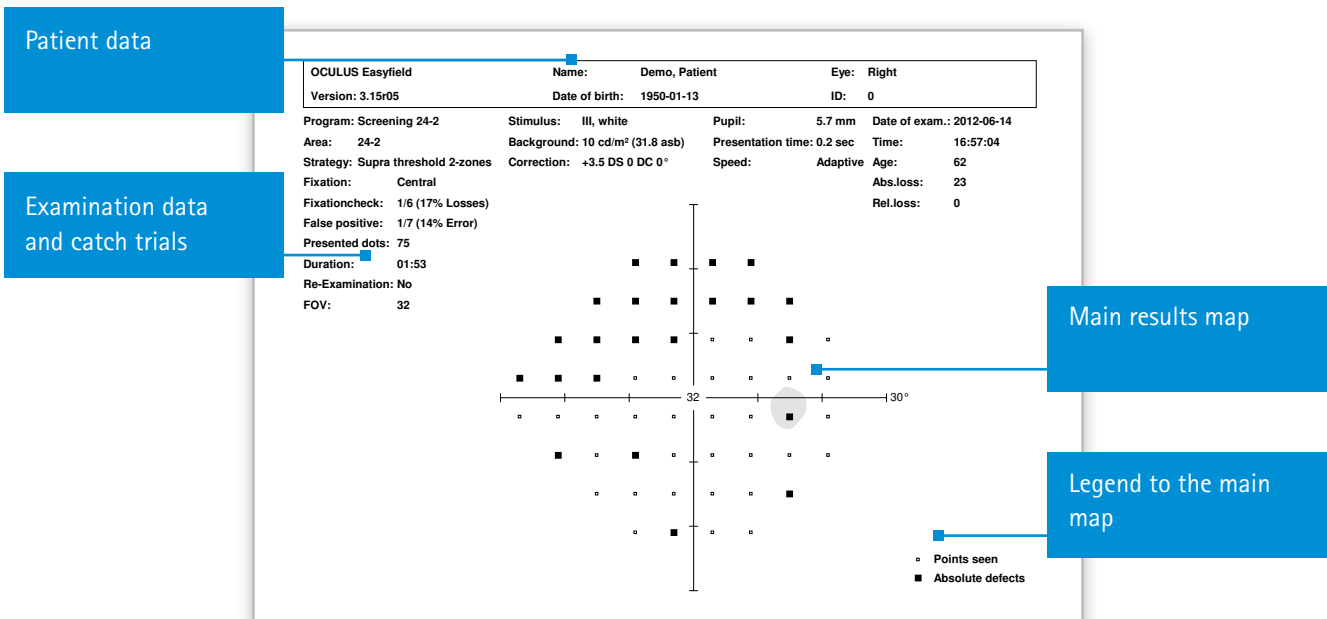 Patient data
OCULUS Easyfield Name: Demo, Patient Eye: Right
Version: 3.15r05 Date of birth: 1950-01-13 ID: 0
Program: Screening 24-2 Stimulus: III, white Pupil: 5.7 mm Date of exam.: 2012-06-14
Area: 24-2 Background: 10 cd/m² (31.8 asb) Presentation time: 0.2 sec Time: 16:57:04
Strategy: Supra threshold 2-zones Correction: +3.5 DS 0 DC 0° Speed: Adaptive Age: 62
Fixation: Central Abs.loss: 23
Fixationcheck: 1/6 (17% Losses) Rel.loss: 0
False positive: 1/7 (14% Error)
Presented dots: 75
Duration: 01:53
Re-Examination: No
FOV: 32
Examination data
and catch trials
Main results map
32 30°
Legend to the main
map
Points seen
Absolute defects